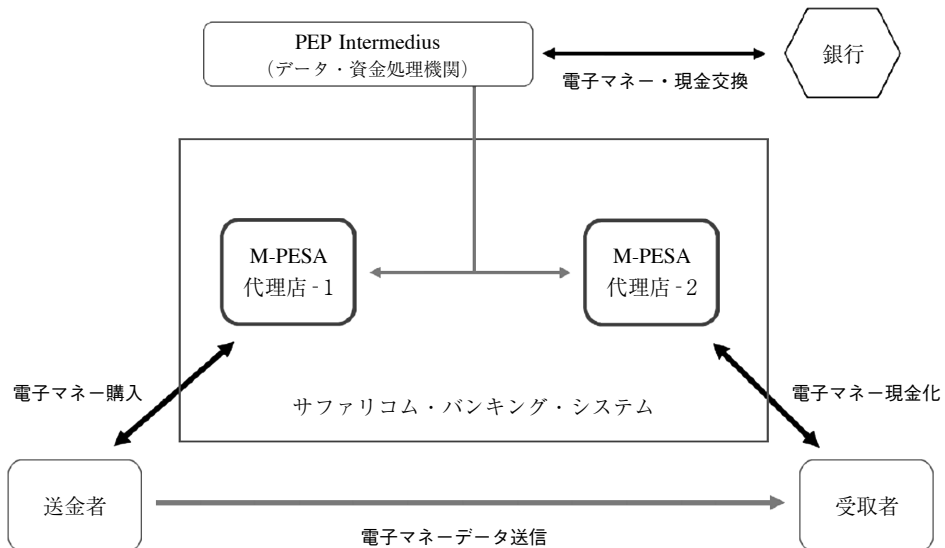 PEP Intermedius
（データ・資金処理機関）
銀行
電子マネー・現金交換
M-PESA
代理店-1
M-PESA
代理店-2
電子マネー購入
電子マネー現金化
サファリコム・バンキング・システム
送金者
受取者
電子マネーデータ送信